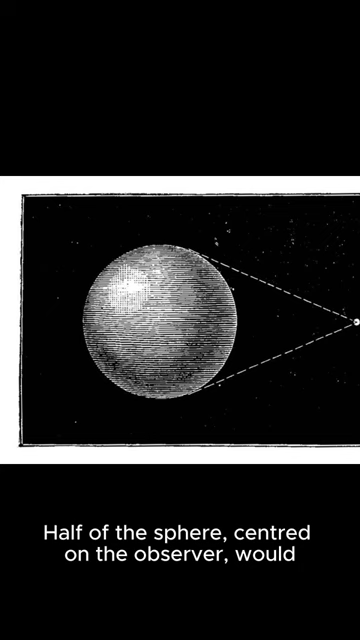 Half of the sphere, centred
on the observer, would